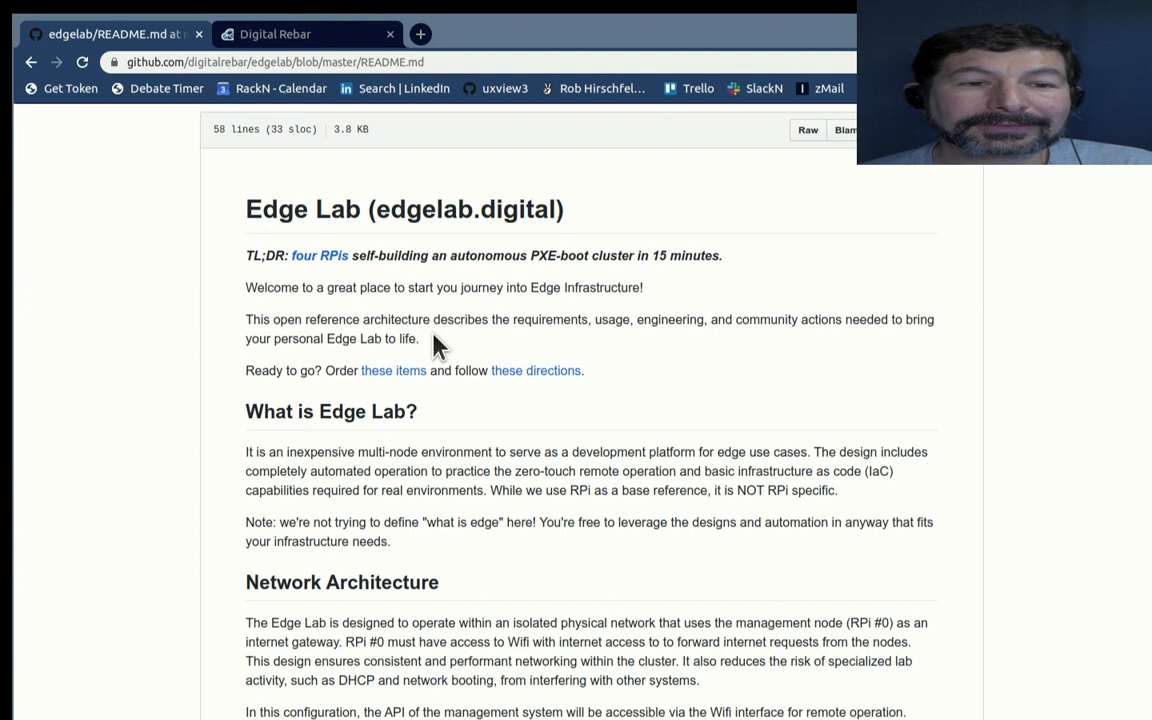 edgelab/README.md at
Digital Rebar
github.com/digitalrebar/edgelab/blob/master/README.md
Get Token Debate Timer RackN - Calendar Search | LinkedIn uxview3 Rob Hirschfel... Trello SlackN zMail
58 lines (33 sloc) 3.8 KB
Raw Blam
Edge Lab (edgelab.digital)
TL;DR: four RPis self-building an autonomous PXE-boot cluster in 15 minutes.
Welcome to a great place to start you journey into Edge Infrastructure!
This open reference architecture describes the requirements, usage, engineering, and community actions needed to bring
your personal Edge Lab to life.
Ready to go? Order these items and follow these directions.
What is Edge Lab?
It is an inexpensive multi-node environment to serve as a development platform for edge use cases. The design includes
completely automated operation to practice the zero-touch remote operation and basic infrastructure as code (IaC)
capabilities required for real environments. While we use RPi as a base reference, it is NOT RPi specific.
Note: we're not trying to define "what is edge" here! You're free to leverage the designs and automation in anyway that fits
your infrastructure needs.
Network Architecture
The Edge Lab is designed to operate within an isolated physical network that uses the management node (RPi #0) as an
internet gateway. RPi #0 must have access to Wifi with internet access to to forward internet requests from the nodes.
This design ensures consistent and performant networking within the cluster. It also reduces the risk of specialized lab
activity, such as DHCP and network booting, from interfering with other systems.
In this configuration, the API of the management system will be accessible via the Wifi interface for remote operation.